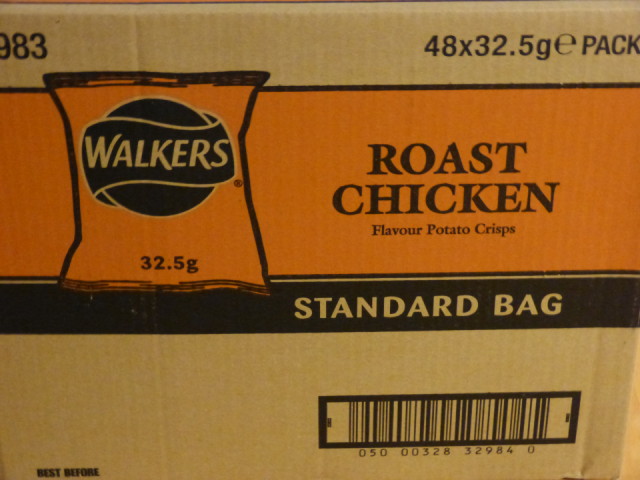 983
48x32.5g℮ PACK
WALKERS®
ROAST
CHICKEN
Flavour Potato Crisps
32.5g
STANDARD BAG
050 00328 32984 0
BEST BEFORE